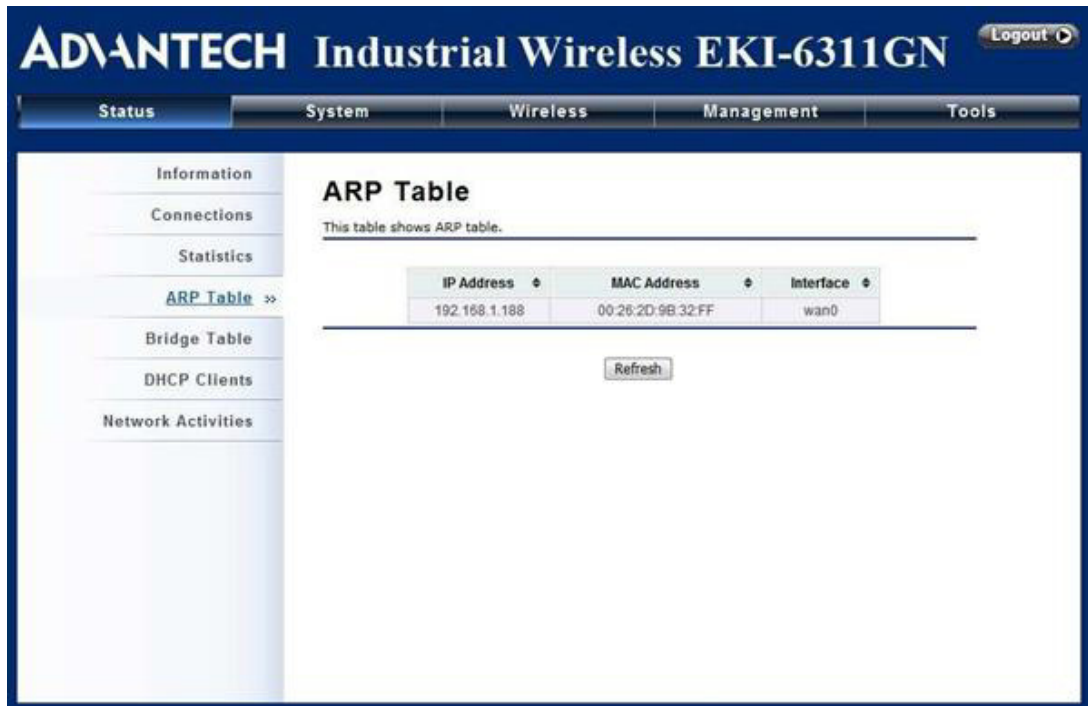 ADVANTECH Industrial Wireless EKI-6311GN
Logout
Status System Wireless Management Tools
Information
Connections
Statistics
ARP Table »
Bridge Table
DHCP Clients
Network Activities
ARP Table
This table shows ARP table.
IP Address MAC Address Interface
192.168.1.188 00:26:2D:9B:32:FF wan0
Refresh